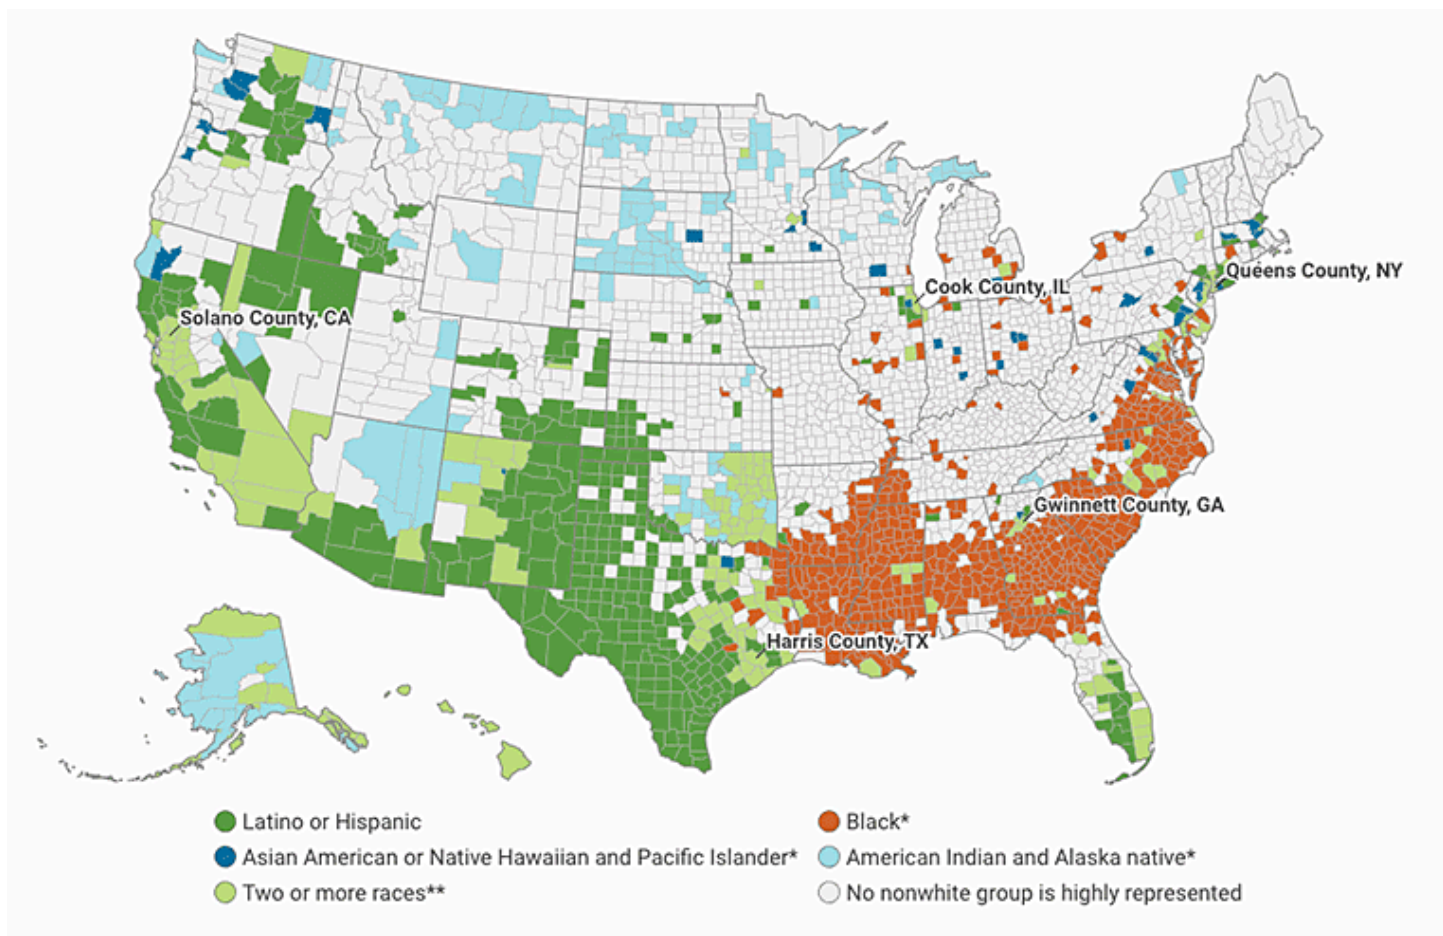 Queens County, NY
Cook County, IL
Solano County, CA
Gwinnett County, GA
Harris County, TX
Latino or Hispanic
Black*
Asian American or Native Hawaiian and Pacific Islander*
American Indian and Alaska native*
Two or more races**
No nonwhite group is highly represented